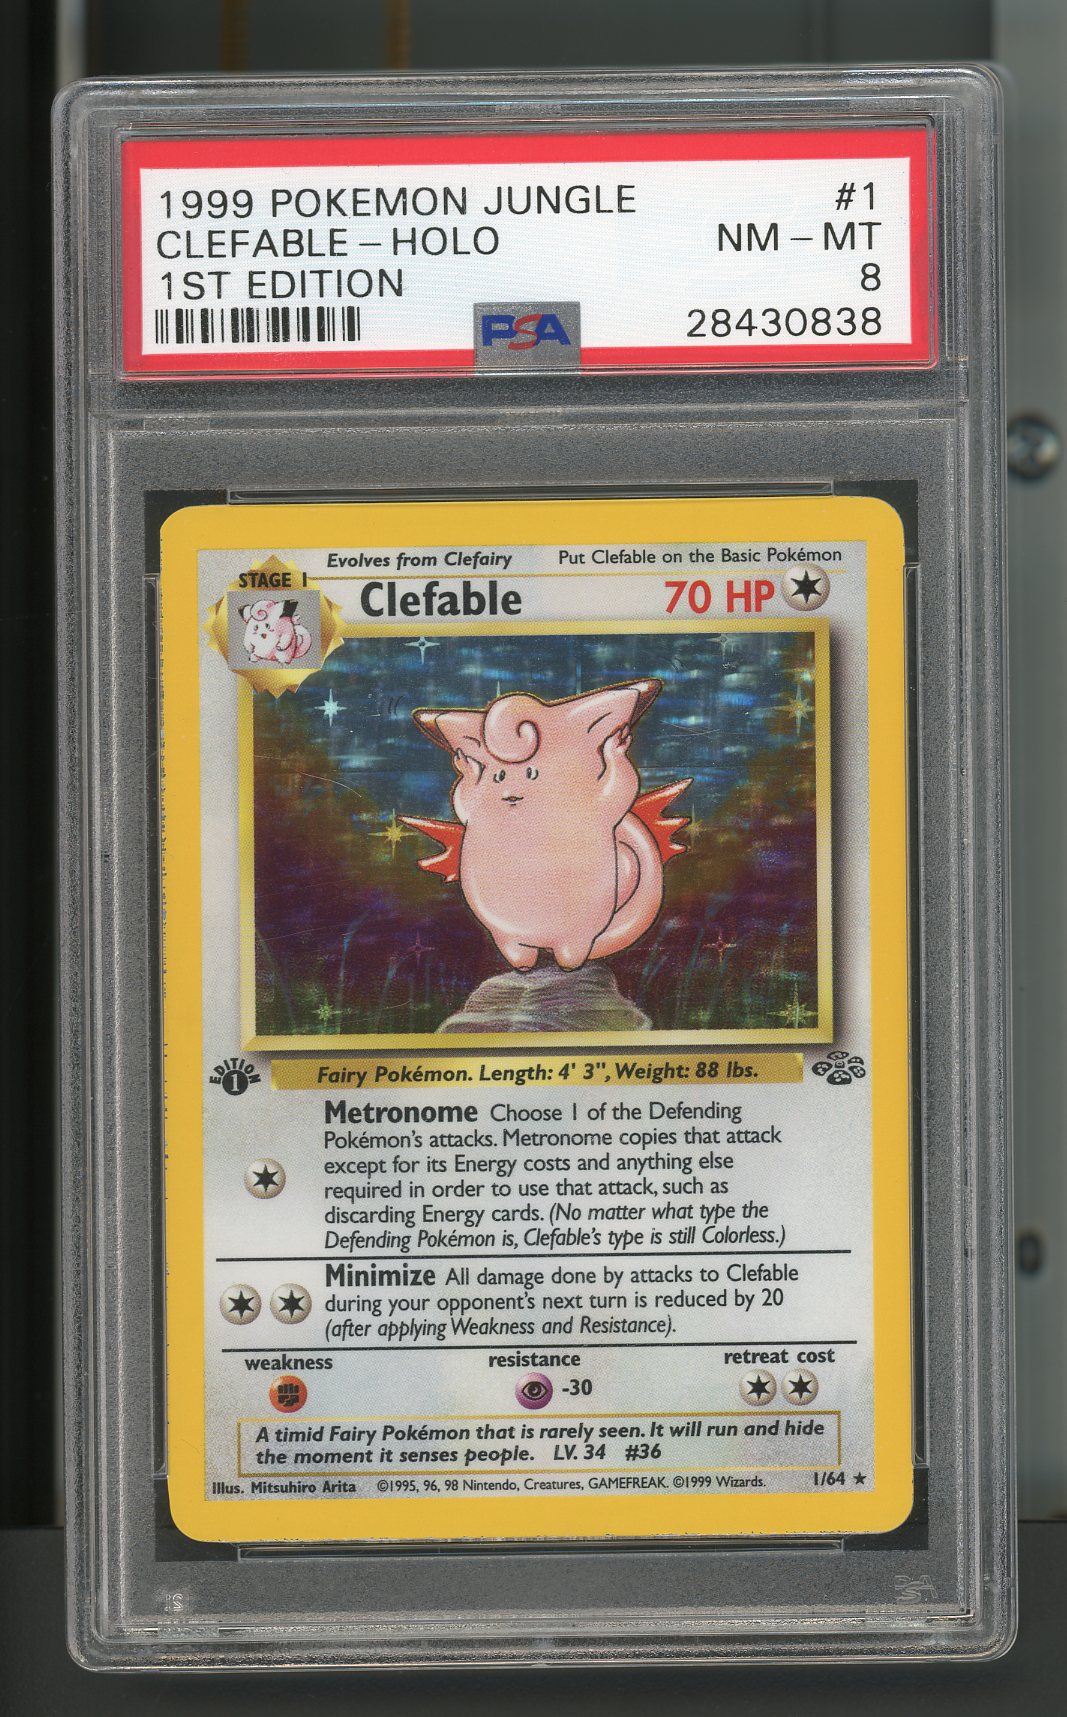 1999 POKEMON JUNGLE #1
CLEFABLE - HOLO NM - MT
1ST EDITION 8
PSA 28430838
Evolves from Clefairy Put Clefable on the Basic Pokémon
STAGE 1
Clefable 70 HP
EDITION
1
Fairy Pokémon. Length: 4' 3", Weight: 88 lbs.
Metronome Choose 1 of the Defending
Pokémon's attacks. Metronome copies that attack
except for its Energy costs and anything else
required in order to use that attack, such as
discarding Energy cards. (No matter what type the
Defending Pokémon is, Clefable's type is still Colorless.)
Minimize All damage done by attacks to Clefable
during your opponent's next turn is reduced by 20
(after applying Weakness and Resistance).
weakness resistance retreat cost
-30
A timid Fairy Pokémon that is rarely seen. It will run and hide
the moment it senses people. LV. 34 #36
Illus. Mitsuhiro Arita ©1995, 96, 98 Nintendo, Creatures, GAMEFREAK. ©1999 Wizards. 1/64 ★
PSA